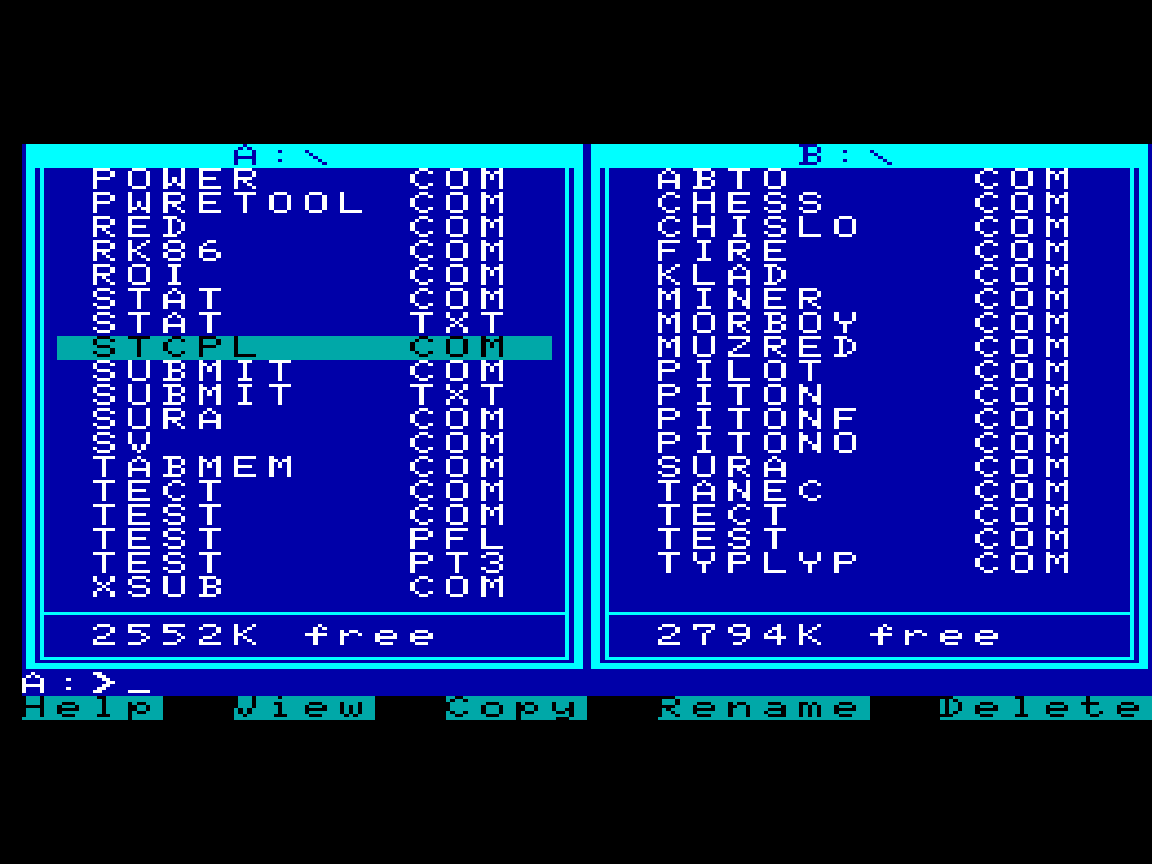 A:\
POWER COM
PWRETOOL COM
RED COM
RK86 COM
ROI COM
STAT COM
STAT TXT
STCPL COM
SUBMIT COM
SUBMIT TXT
SURA COM
SV COM
TABMEM COM
TECT COM
TEST COM
TEST PFL
TEST PT3
XSUB COM
2552K free
B:\
ABTO COM
CHESS COM
CHISLO COM
FIRE COM
KLAD COM
MINER COM
MORBOY COM
MUZRED COM
PILOT COM
PITON COM
PITONF COM
PITONO COM
SURA COM
TANEC COM
TECT COM
TEST COM
TYPLYP COM
2794K free
A:>_
Help View Copy Rename Delete